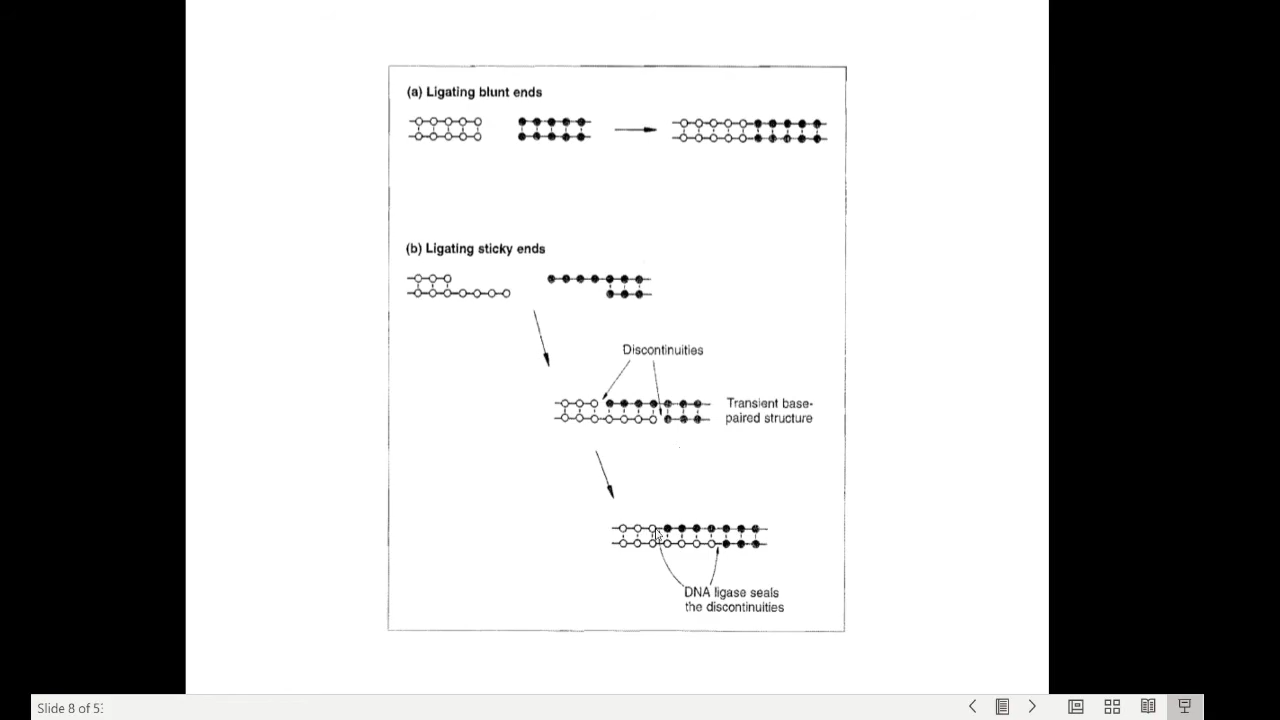 (a) Ligating blunt ends
(b) Ligating sticky ends
Discontinuities
Transient base-
paired structure
DNA ligase seals
the discontinuities
Slide 8 of